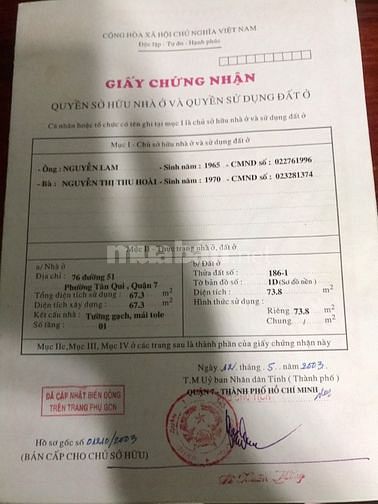 CỘNG HÒA XÃ HỘI CHỦ NGHĨA VIỆT NAM
Độc lập - Tự do - Hạnh phúc
GIẤY CHỨNG NHẬN
QUYỀN SỞ HỮU NHÀ Ở VÀ QUYỀN SỬ DỤNG ĐẤT Ở
Cá nhân hoặc tổ chức có tên ghi tại mục I là chủ sở hữu nhà ở và sử dụng đất ở
Mục I - Chủ sở hữu nhà ở và sử dụng đất ở
- Ông : NGUYỄN LAM - Sinh năm : 1965 - CMND số : 022761996
- Bà : NGUYỄN THỊ THU HOÀI - Sinh năm : 1970 - CMND số : 023281374
Mục II - Thực trạng nhà ở, đất ở
a/ Nhà ở
Địa chỉ : 76 đường 51
Phường Tân Qui, Quận 7
Tổng diện tích sử dụng : 67.3 m2
Diện tích xây dựng : 67.3 m2
Kết cấu nhà : Tường gạch, mái tole
Số tầng : 01
b/ Đất ở
Thửa đất số : 186-1
Tờ bản đồ số : 1D (Sơ đồ nền)
Diện tích : 73.8 m2
Hình thức sử dụng :
Riêng 73.8 m2
Chung / m2
Mục IIc, Mục III, Mục IV ở các trang sau là thành phần của giấy chứng nhận này
Ngày 12 tháng 5 năm 2003
T.M Uỷ ban Nhân dân Tỉnh ( Thành phố )
QUẬN 7 - THÀNH PHỐ HỒ CHÍ MINH
ĐÃ CẬP NHẬT BIẾN ĐỘNG
TRÊN TRANG PHỤ GCN
Hồ sơ gốc số 01210/2003
(BẢN CẤP CHO CHỦ SỞ HỮU)